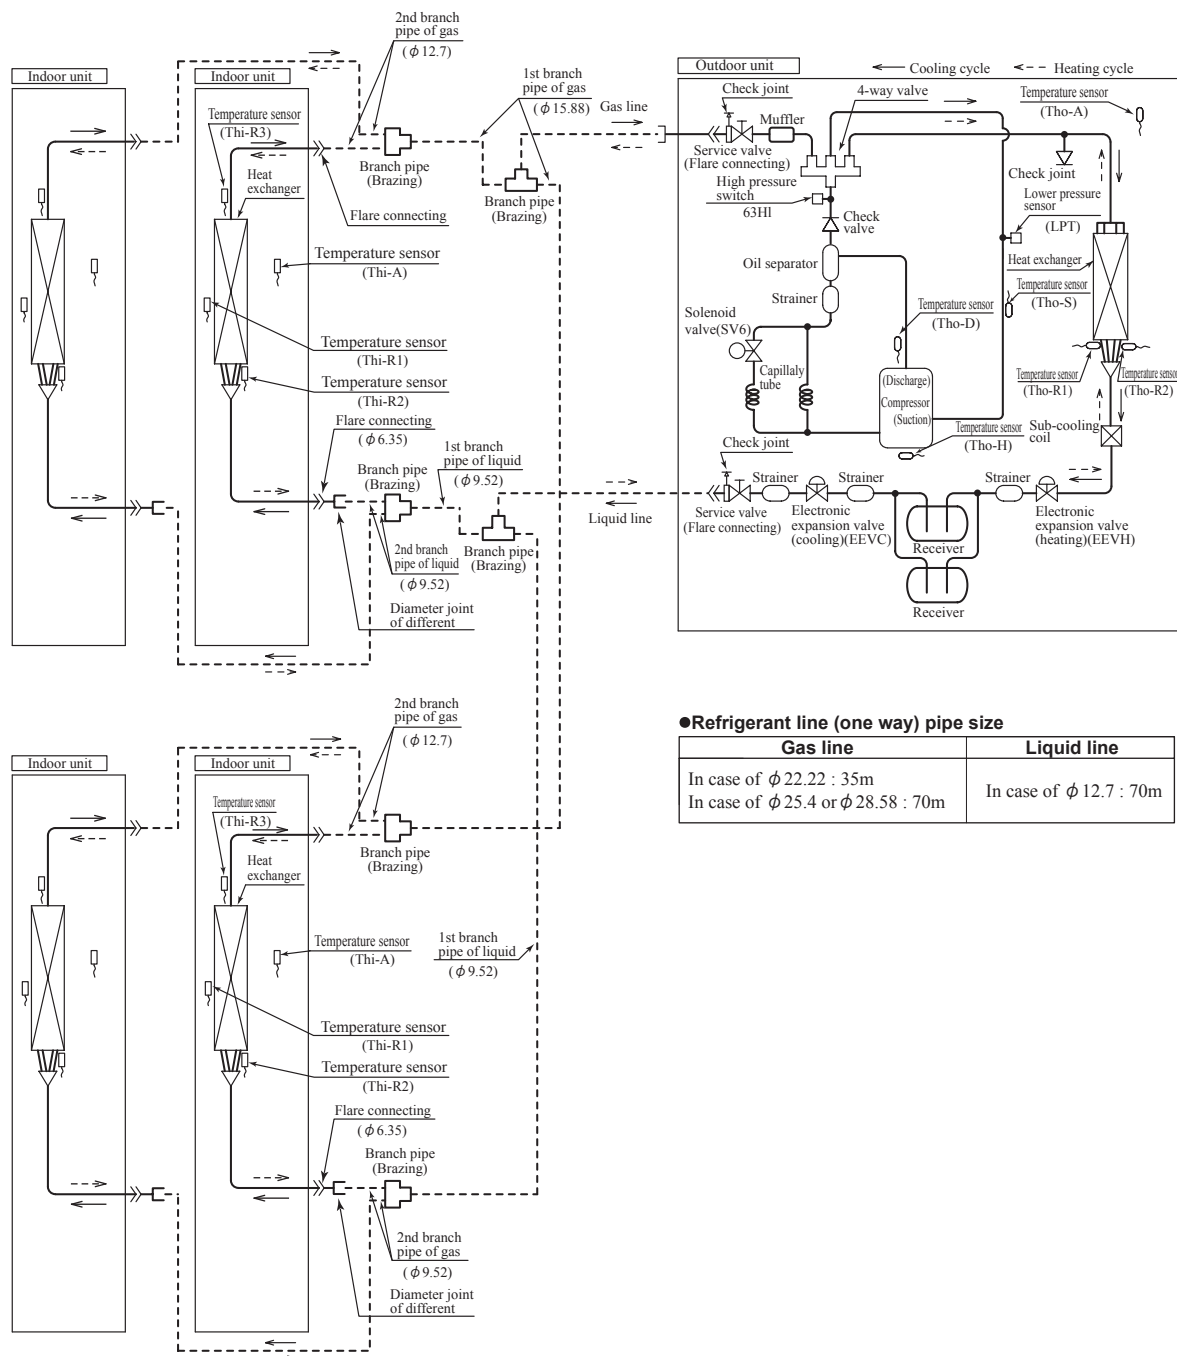 Indoor unit
Indoor unit
2nd branch
pipe of gas
(ϕ12.7)
1st branch
pipe of gas
(ϕ15.88)
Gas line
Temperature sensor
(Thi-R3)
Heat
exchanger
Branch pipe
(Brazing)
Flare connecting
Branch pipe
(Brazing)
Temperature sensor
(Thi-A)
Temperature sensor
(Thi-R1)
Temperature sensor
(Thi-R2)
Flare connecting
(ϕ6.35)
Branch pipe
(Brazing)
1st branch
pipe of liquid
(ϕ9.52)
2nd branch
pipe of liquid
(ϕ9.52)
Branch pipe
(Brazing)
Liquid line
Diameter joint
of different
Outdoor unit
Cooling cycle
Heating cycle
Check joint
4-way valve
Temperature sensor
(Tho-A)
Muffler
Service valve
(Flare connecting)
Check joint
High pressure
switch
63Hl
Check
valve
Lower pressure
sensor
(LPT)
Oil separator
Heat exchanger
Strainer
Temperature sensor
(Tho-S)
Solenoid
valve(SV6)
Temperature sensor
(Tho-D)
Capillaly
tube
(Discharge)
Compressor
(Suction)
Temperature sensor
(Tho-R1)
Temperature sensor
(Tho-R2)
Temperature sensor
(Tho-H)
Sub-cooling
coil
Check joint
Strainer
Strainer
Strainer
Service valve
(Flare connecting)
Electronic
expansion valve
(cooling)(EEVC)
Receiver
Electronic
expansion valve
(heating)(EEVH)
Receiver
●Refrigerant line (one way) pipe size
Gas line
Liquid line
In case of ϕ22.22 : 35m
In case of ϕ25.4 or ϕ28.58 : 70m
In case of ϕ12.7 : 70m
Indoor unit
Indoor unit
2nd branch
pipe of gas
(ϕ12.7)
Temperature sensor
(Thi-R3)
Heat
exchanger
Branch pipe
(Brazing)
Temperature sensor
(Thi-A)
1st branch
pipe of liquid
(ϕ9.52)
Temperature sensor
(Thi-R1)
Temperature sensor
(Thi-R2)
Flare connecting
(ϕ6.35)
Branch pipe
(Brazing)
2nd branch
pipe of gas
(ϕ9.52)
Diameter joint
of different